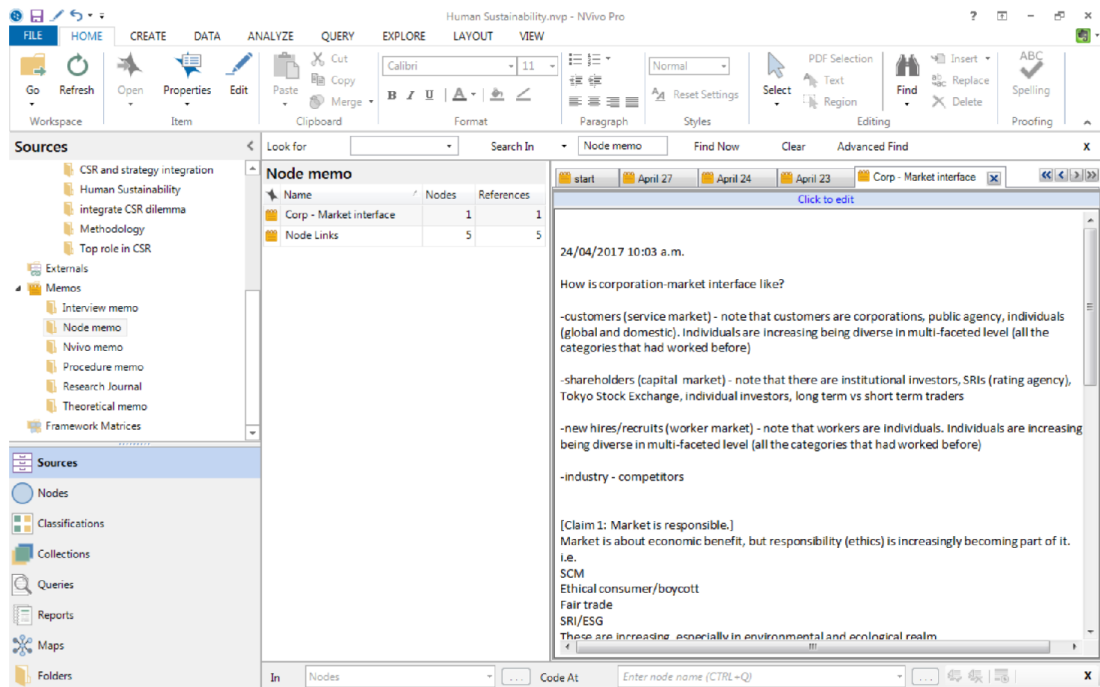 Human Sustainability.nvp - NVivo Pro
FILE HOME CREATE DATA ANALYZE QUERY EXPLORE LAYOUT VIEW
Go Refresh Open Properties Edit Paste Cut Copy Merge
Calibri 11
B I U A
Normal
Reset Settings
Select PDF Selection Text Region Find Insert Replace Delete
ABC Spelling
Workspace Item Clipboard Format Paragraph Styles Editing Proofing
Sources
Look for Search In Node memo Find Now Clear Advanced Find X
CSR and strategy integration
Human Sustainability
integrate CSR dilemma
Methodology
Top role in CSR
Externals
Memos
Interview memo
Node memo
Nvivo memo
Procedure memo
Research Journal
Theoretical memo
Framework Matrices
Sources
Nodes
Classifications
Collections
Queries
Reports
Maps
Folders
Node memo
Name Nodes References
Corp - Market interface 1 1
Node Links 5 5
start April 27 April 24 April 23 Corp - Market interface
Click to edit
24/04/2017 10:03 a.m.
How is corporation-market interface like?
-customers (service market) - note that customers are corporations, public agency, individuals
(global and domestic). Individuals are increasing being diverse in multi-faceted level (all the
categories that had worked before)
-shareholders (capital market) - note that there are institutional investors, SRIs (rating agency),
Tokyo Stock Exchange, individual investors, long term vs short term traders
-new hires/recruits (worker market) - note that workers are individuals. Individuals are increasing
being diverse in multi-faceted level (all the categories that had worked before)
-industry - competitors
[Claim 1: Market is responsible.]
Market is about economic benefit, but responsibility (ethics) is increasingly becoming part of it.
i.e.
SCM
Ethical consumer/boycott
Fair trade
SRI/ESG
These are increasing, especially in environmental and ecological realm
In Nodes ... Code At Enter node name (CTRL+Q) ... X